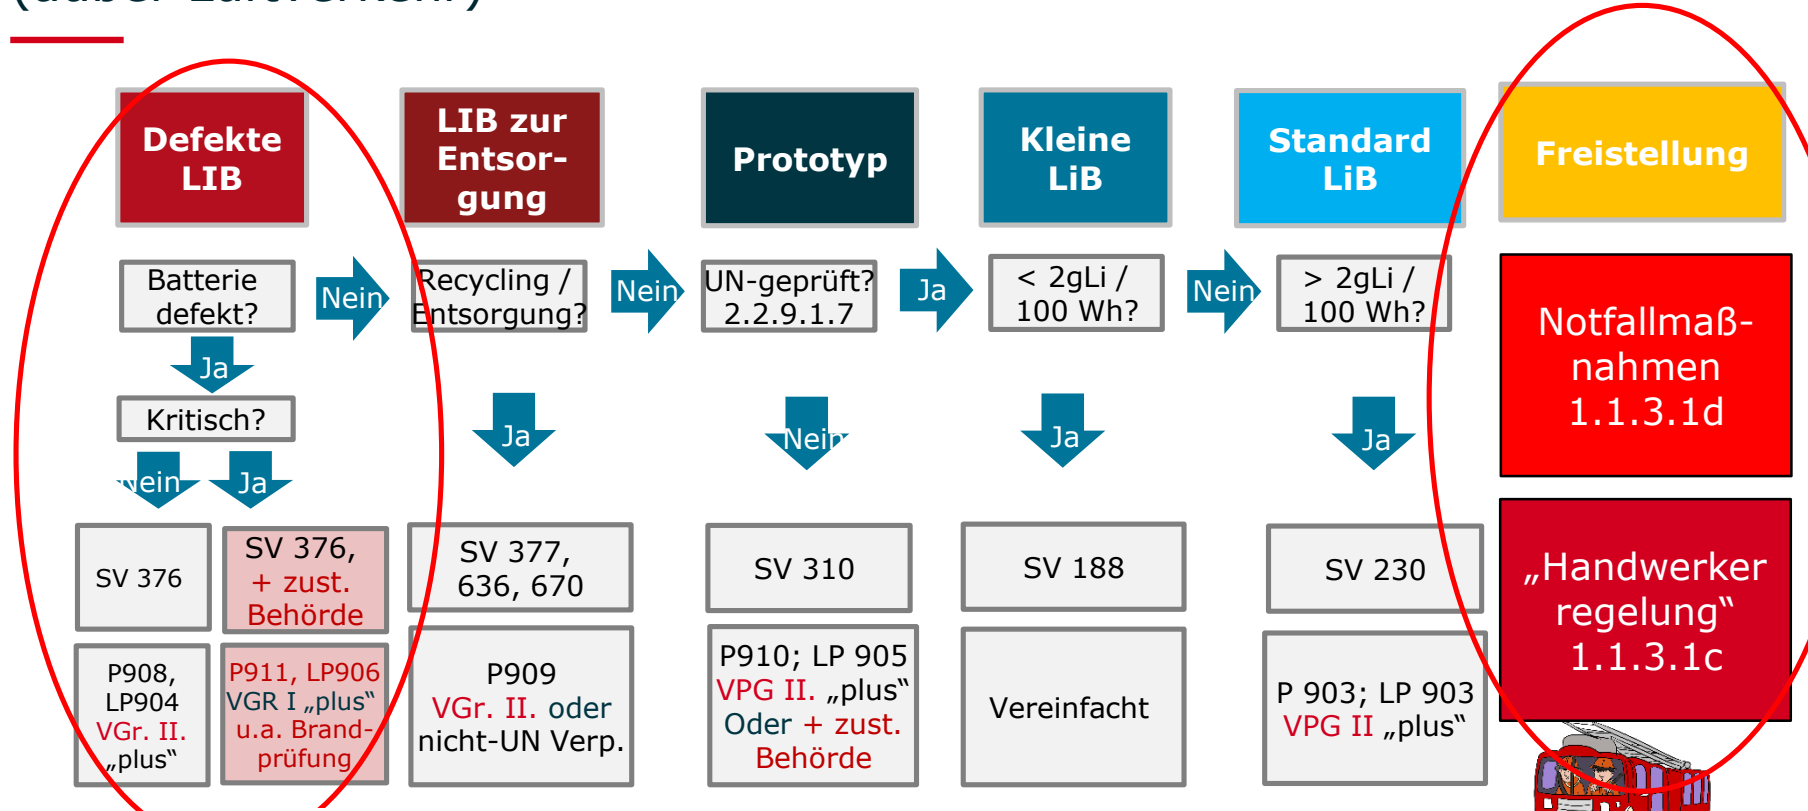 (außer Luftverkehr)
Defekte
LIB
LIB zur
Entsor-
gung
Prototyp
Kleine
LiB
Standard
LiB
Freistellung
Batterie
defekt?
Nein
Recycling /
Entsorgung?
Nein
UN-geprüft?
2.2.9.1.7
Ja
< 2gLi /
100 Wh?
Nein
> 2gLi /
100 Wh?
Notfallmaß-
nahmen
1.1.3.1d
Ja
Kritisch?
Nein
Ja
Ja
Nein
Ja
Ja
SV 376
SV 376,
+ zust.
Behörde
SV 377,
636, 670
SV 310
SV 188
SV 230
„Handwerker
regelung“
1.1.3.1c
P908,
LP904
VGr. II.
„plus“
P911, LP906
VGR I „plus“
u.a. Brand-
prüfung
P909
VGr. II. oder
nicht-UN Verp.
P910; LP 905
VPG II. „plus“
Oder + zust.
Behörde
Vereinfacht
P 903; LP 903
VPG II „plus“